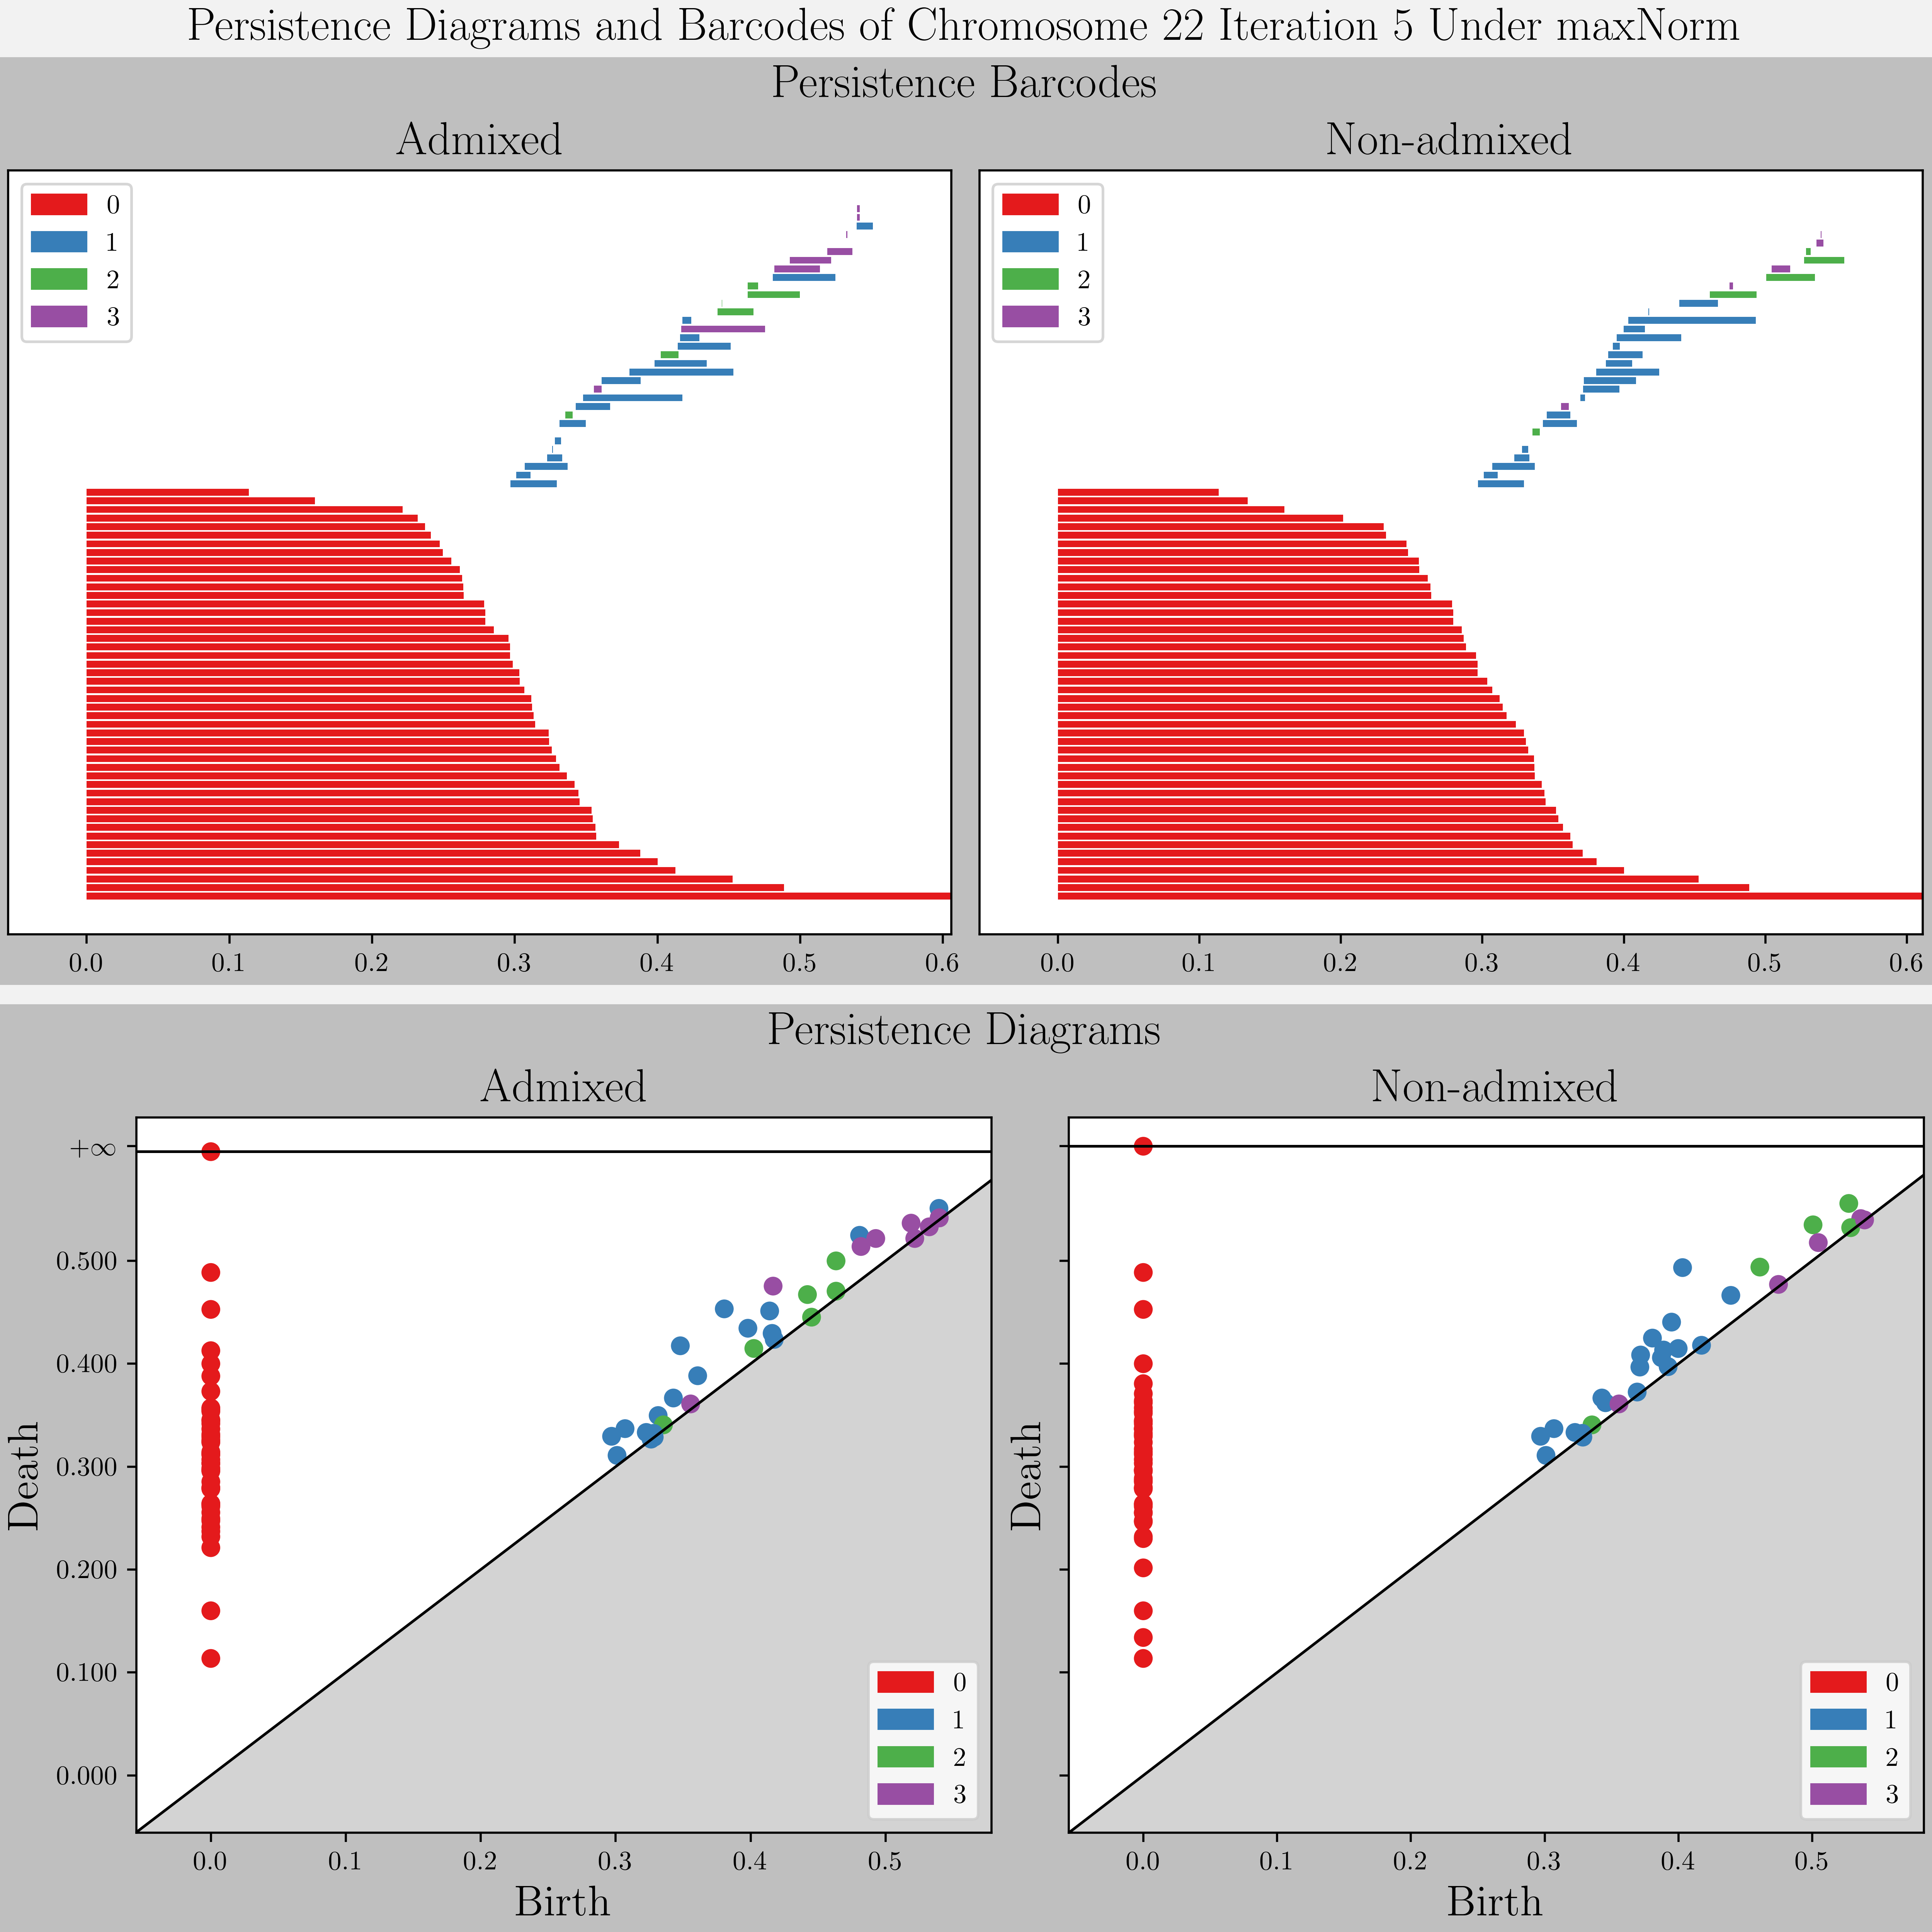 Persistence Diagrams and Barcodes of Chromosome 22 Iteration 5 Under maxNorm
Persistence Barcodes
Admixed
0
1
2
3
0.0 0.1 0.2 0.3 0.4 0.5 0.6
Non-admixed
0
1
2
3
0.0 0.1 0.2 0.3 0.4 0.5 0.6
Persistence Diagrams
Admixed
+∞
0.500
0.400
0.300
0.200
0.100
0.000
Death
0
1
2
3
0.0 0.1 0.2 0.3 0.4 0.5
Birth
Non-admixed
Death
0
1
2
3
0.0 0.1 0.2 0.3 0.4 0.5
Birth